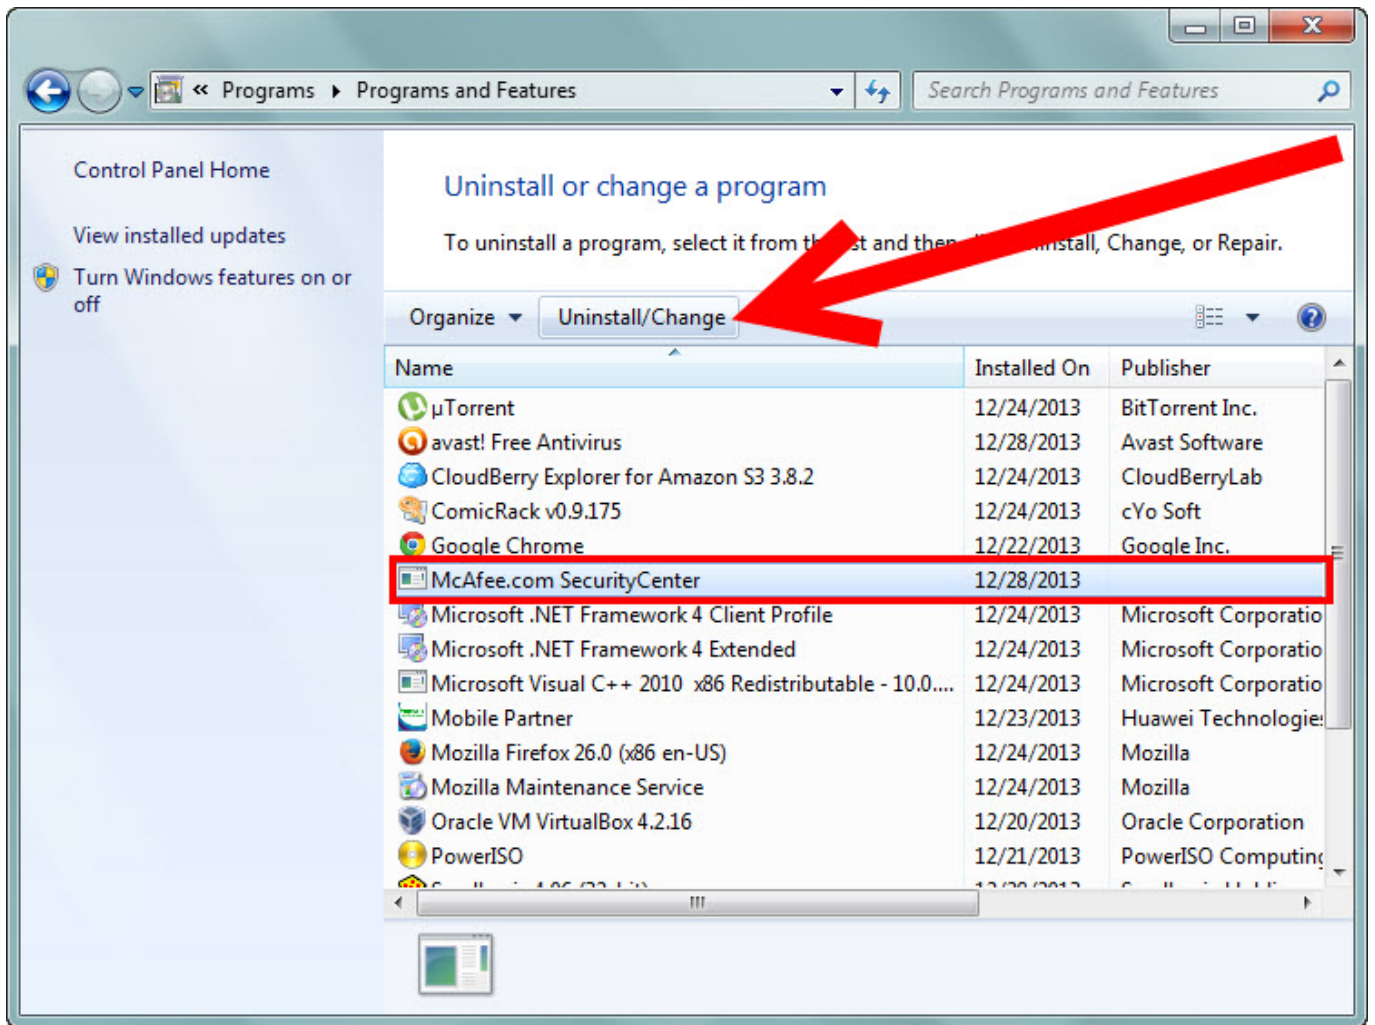 « Programs Programs and Features
Search Programs and Features
Control Panel Home
View installed updates
Turn Windows features on or
off
Uninstall or change a program
To uninstall a program, select it from and then Change, or Repair.
Organize
Uninstall/Change
Name Installed On Publisher
µTorrent 12/24/2013 BitTorrent Inc.
avast! Free Antivirus 12/28/2013 Avast Software
CloudBerry Explorer for Amazon S3 3.8.2 12/24/2013 CloudBerryLab
ComicRack v0.9.175 12/24/2013 cYo Soft
Google Chrome 12/22/2013 Google Inc.
McAfee.com SecurityCenter 12/28/2013
Microsoft .NET Framework 4 Client Profile 12/24/2013 Microsoft Corporatio
Microsoft .NET Framework 4 Extended 12/24/2013 Microsoft Corporatio
Microsoft Visual C++ 2010 x86 Redistributable - 10.0.... 12/24/2013 Microsoft Corporatio
Mobile Partner 12/23/2013 Huawei Technologie
Mozilla Firefox 26.0 (x86 en-US) 12/24/2013 Mozilla
Mozilla Maintenance Service 12/24/2013 Mozilla
Oracle VM VirtualBox 4.2.16 12/20/2013 Oracle Corporation
PowerISO 12/21/2013 PowerISO Computing